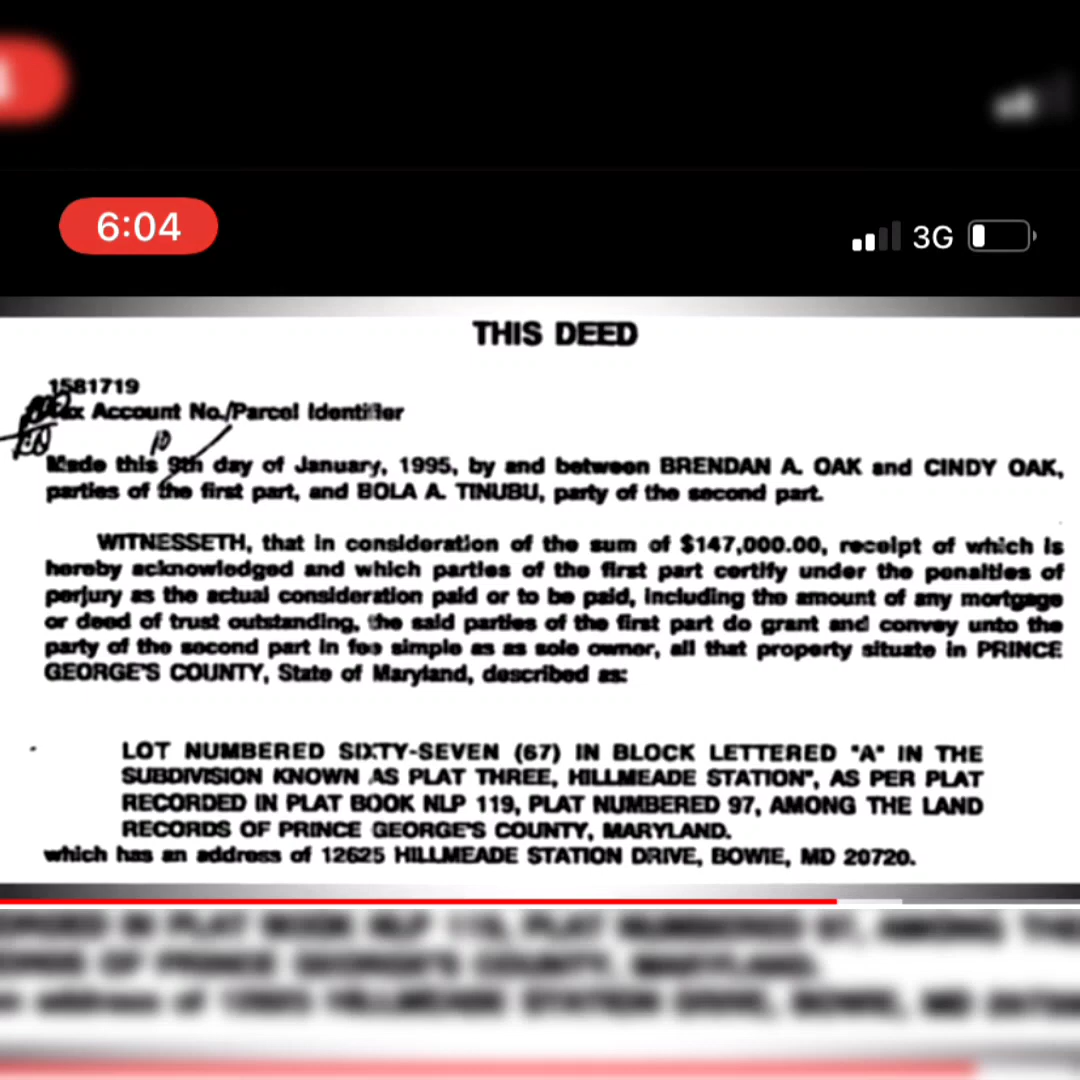 6:04
3G
THIS DEED
1581719
Tax Account No./Parcel Identifier
10
Made this 9th day of January, 1995, by and between BRENDAN A. OAK and CINDY OAK,
parties of the first part, and BOLA A. TINUBU, party of the second part.
WITNESSETH, that in consideration of the sum of $147,000.00, receipt of which is
hereby acknowledged and which parties of the first part certify under the penalties of
perjury as the actual consideration paid or to be paid, including the amount of any mortgage
or deed of trust outstanding, the said parties of the first part do grant and convey unto the
party of the second part in fee simple as as sole owner, all that property situate in PRINCE
GEORGE'S COUNTY, State of Maryland, described as:
LOT NUMBERED SIXTY-SEVEN (67) IN BLOCK LETTERED "A" IN THE
SUBDIVISION KNOWN AS PLAT THREE, HILLMEADE STATION", AS PER PLAT
RECORDED IN PLAT BOOK NLP 119, PLAT NUMBERED 97, AMONG THE LAND
RECORDS OF PRINCE GEORGE'S COUNTY, MARYLAND.
which has an address of 12625 HILLMEADE STATION DRIVE, BOWIE, MD 20720.